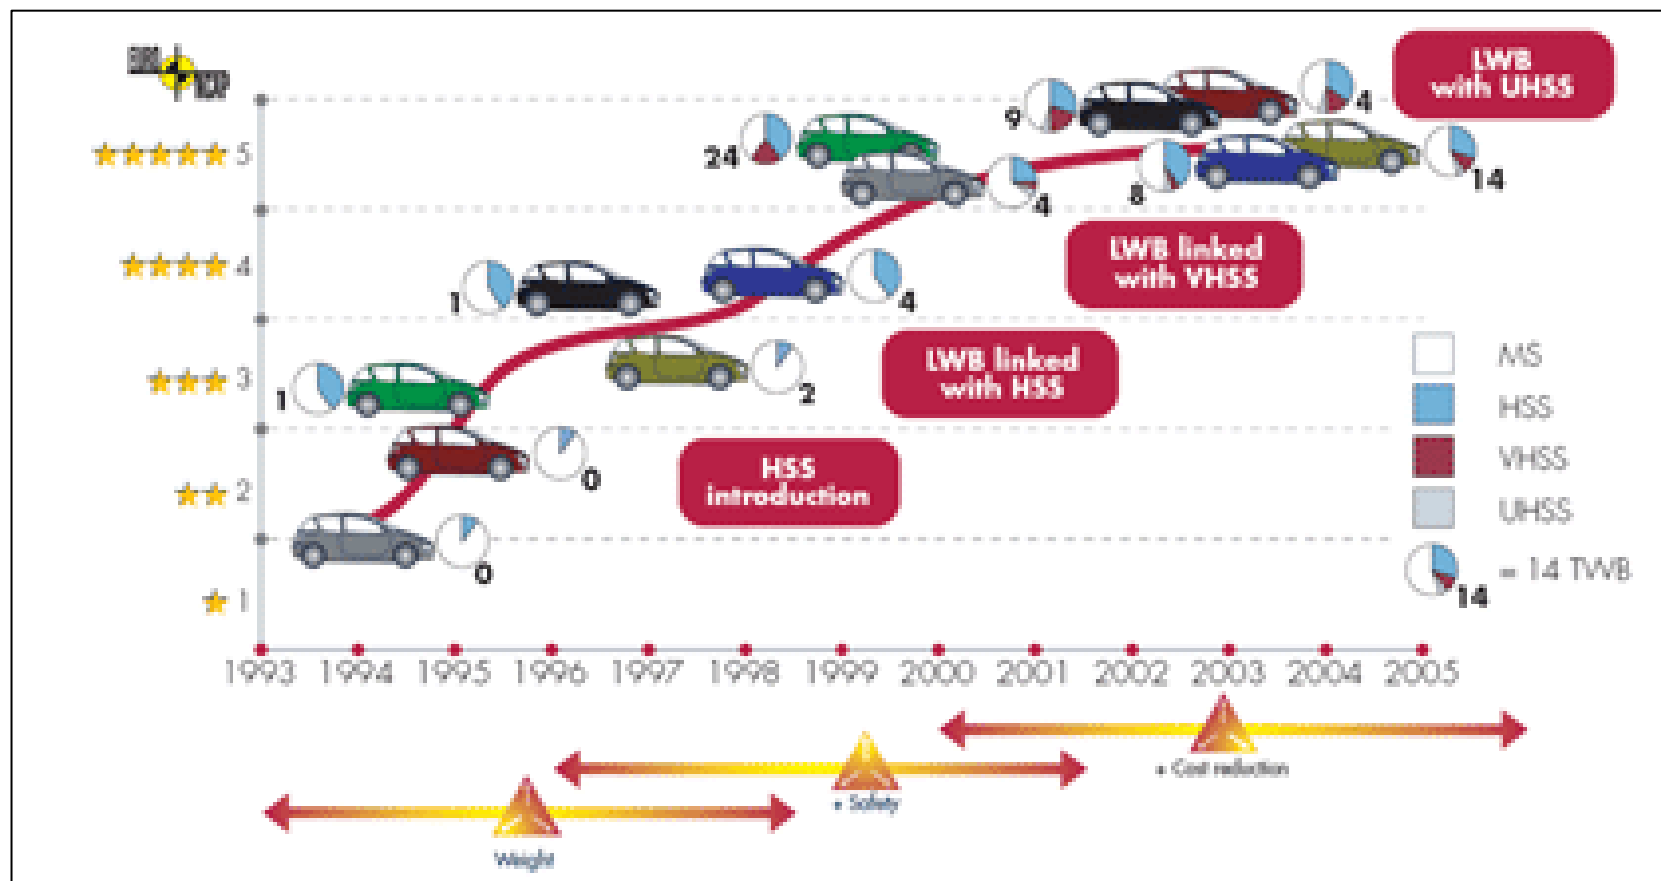 EURO
NCAP
LWB
with UHSS
9
4
24
5
4
8
14
LWB linked
with VHSS
4
1
4
LWB linked
with HSS
MS
3
1
2
HSS
HSS
introduction
VHSS
0
2
UHSS
0
= 14 TWB
14
1
1993 1994 1995 1996 1997 1998 1999 2000 2001 2002 2003 2004 2005
+ Cost reduction
+ Safety
Weight